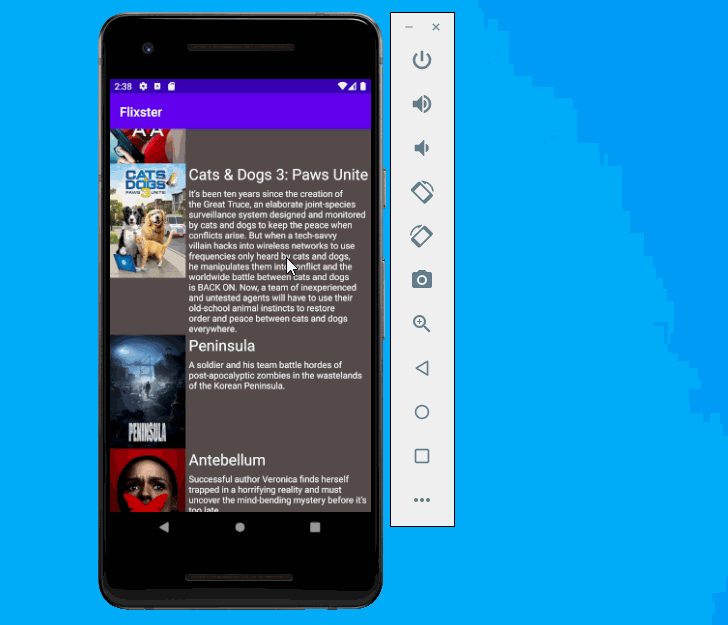 2:38
Flixster
AA
CATS & DOGS 3
PAWS UNITE!
Cats & Dogs 3: Paws Unite
It's been ten years since the creation of
the Great Truce, an elaborate joint-species
surveillance system designed and monitored
by cats and dogs to keep the peace when
conflicts arise. But when a tech-savvy
villain hacks into wireless networks to use
frequencies only heard by cats and dogs,
he manipulates them into conflict and the
worldwide battle between cats and dogs
is BACK ON. Now, a team of inexperienced
and untested agents will have to use their
old-school animal instincts to restore
order and peace between cats and dogs
everywhere.
PENINSULA
Peninsula
A soldier and his team battle hordes of
post-apocalyptic zombies in the wastelands
of the Korean Peninsula.
Antebellum
Successful author Veronica finds herself
trapped in a horrifying reality and must
uncover the mind-bending mystery before it's
too late.